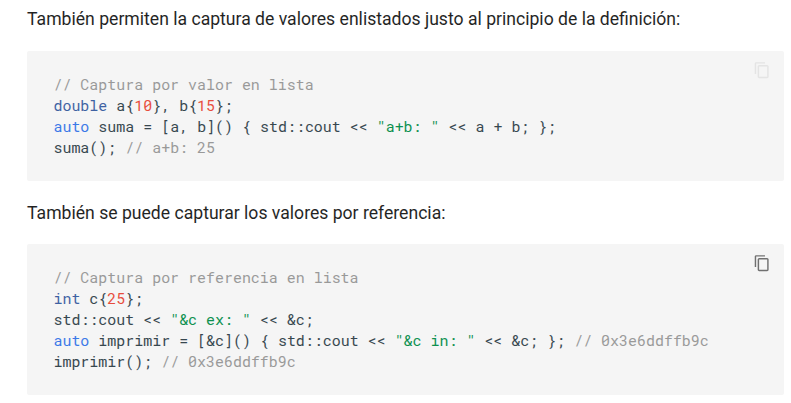 También permiten la captura de valores enlistados justo al principio de la definición:
// Captura por valor en lista
double a{10}, b{15};
auto suma = [a, b]() { std::cout << "a+b: " << a + b; };
suma(); // a+b: 25
También se puede capturar los valores por referencia:
// Captura por referencia en lista
int c{25};
std::cout << "&c ex: " << &c;
auto imprimir = [&c]() { std::cout << "&c in: " << &c; }; // 0x3e6ddffb9c
imprimir(); // 0x3e6ddffb9c